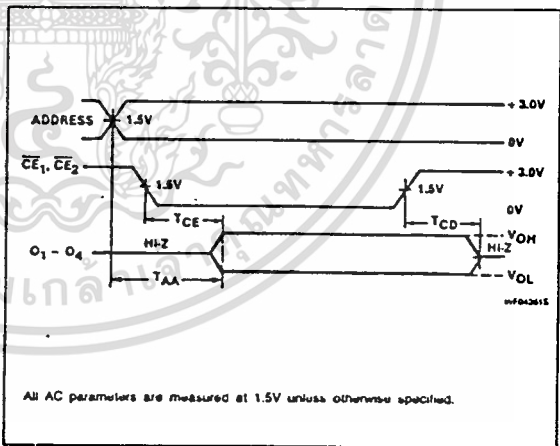 ADDRESS
1.5V
+ 3.0V
0V
CE1, CE2
1.5V
1.5V
+ 3.0V
0V
TCE
TCD
O1 - O4
HI-Z
VOH
HI-Z
VOL
TAA
All AC parameters are measured at 1.5V unless otherwise specified.